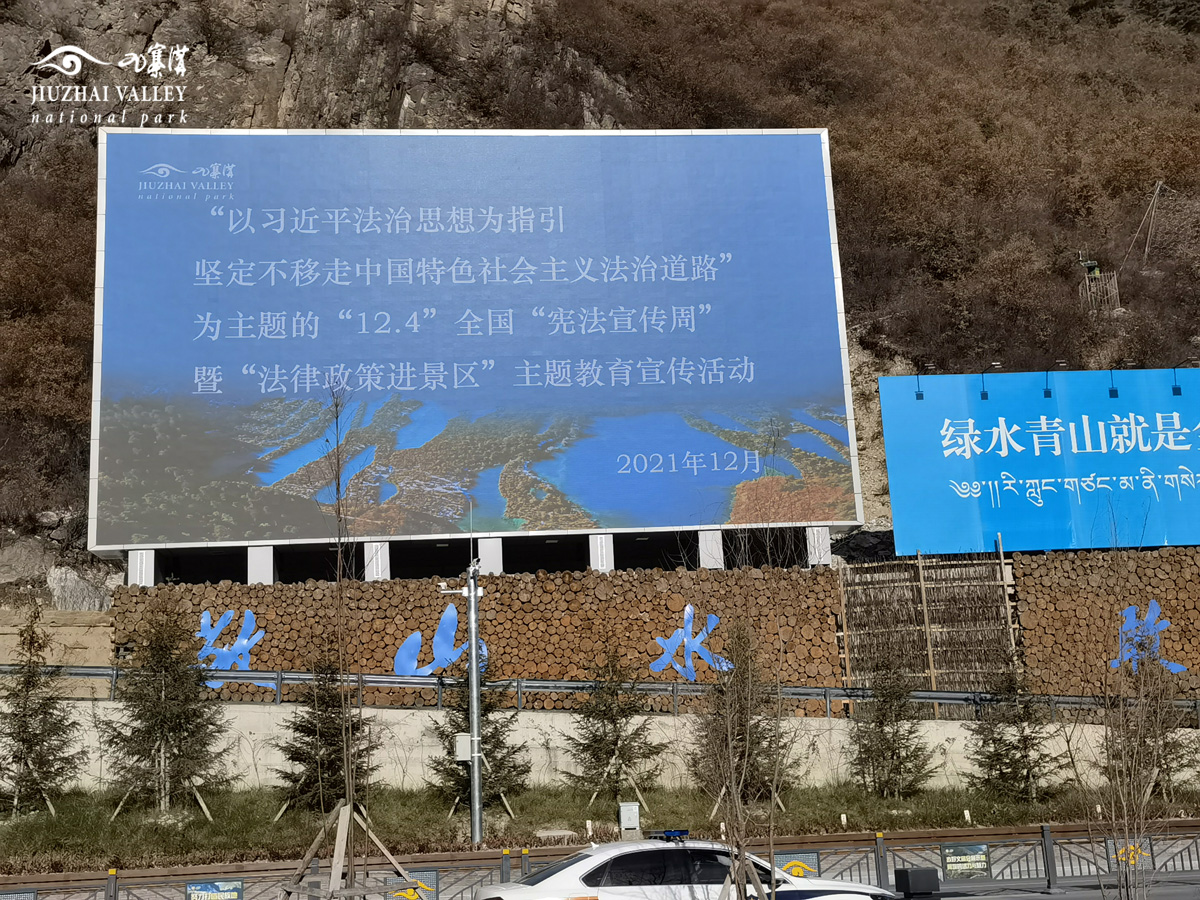 九寨沟
JIUZHAI VALLEY
national park
九寨沟
JIUZHAI VALLEY
national park
“以习近平法治思想为指引
坚定不移走中国特色社会主义法治道路”
为主题的“12.4”全国“宪法宣传周”
暨“法律政策进景区”主题教育宣传活动
2021年12月
绿水青山就是
༄༅།།རི་ཀླུང་གཙང་མ་ནི་གསེ
山水